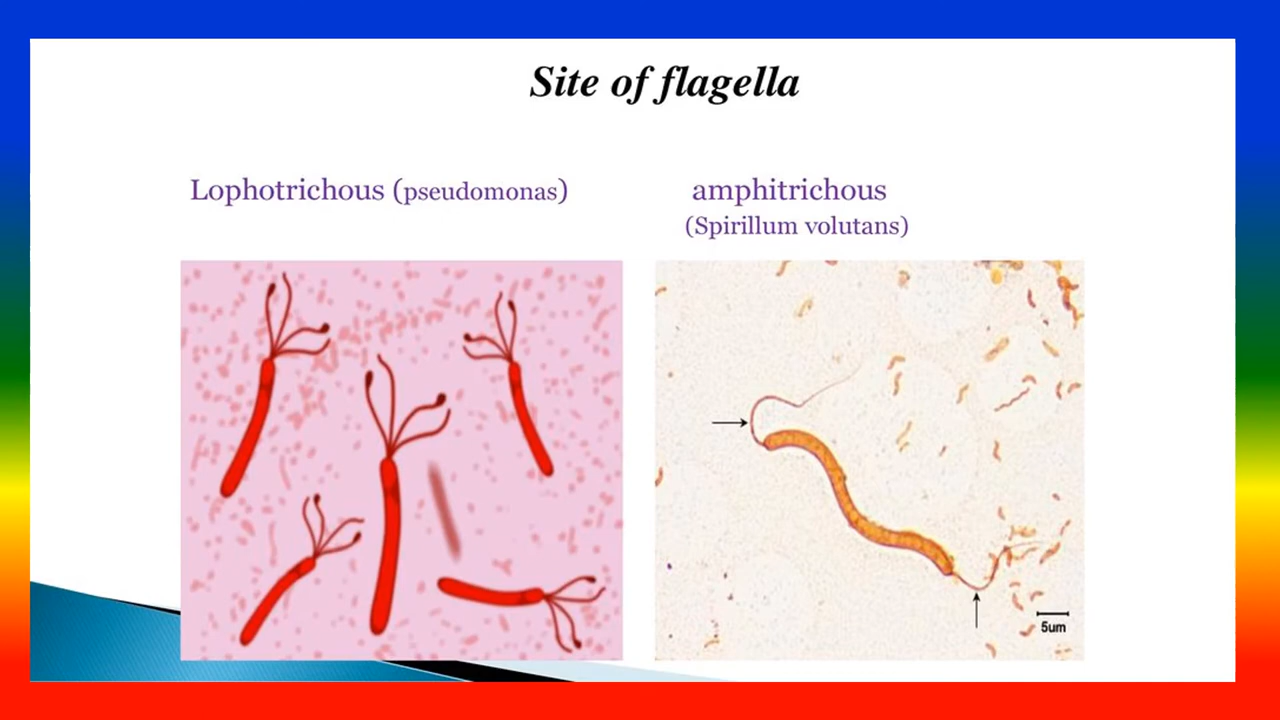 Site of flagella
Lophotrichous (pseudomonas)
amphitrichous
(Spirillum volutans)
5um